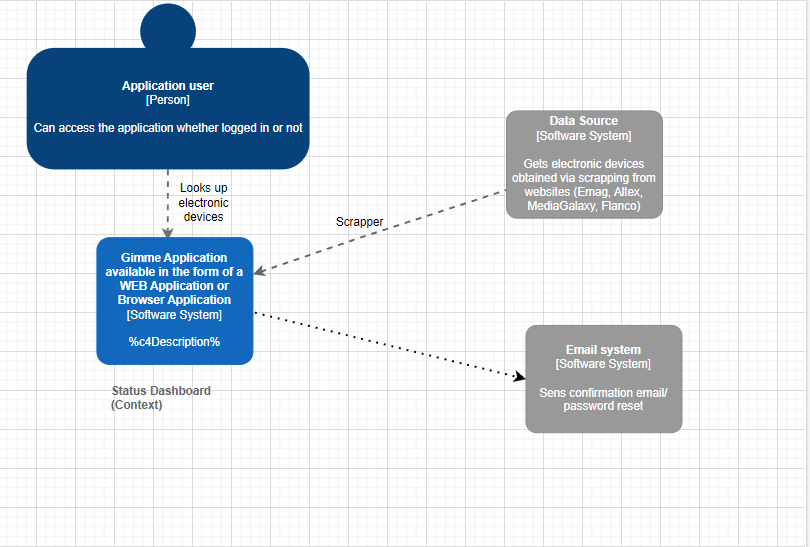 Application user
[Person]
Can access the application whether logged in or not
Looks up
electronic
devices
Data Source
[Software System]
Gets electronic devices
obtained via scrapping from
websites (Emag, Altex,
MediaGalaxy, Flanco)
Scrapper
Gimme Application
available in the form of a
WEB Application or
Browser Application
[Software System]
%c4Description%
Email system
[Software System]
Sens confirmation email/
password reset
Status Dashboard
(Context)